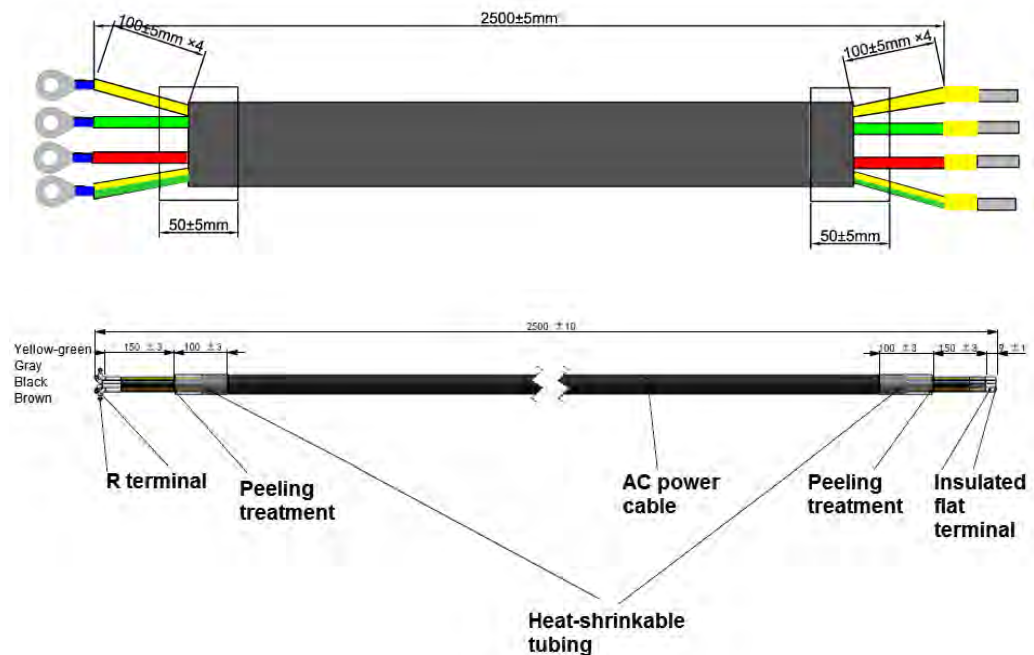 2500±5mm
100±5mm ×4
100±5mm ×4
50±5mm
50±5mm
2500 ±10
Yellow-green
Gray
Black
Brown
150 ±3
100 ±3
100 ±3
150 ±3
9 ±1
R terminal
Peeling
treatment
AC power
cable
Peeling
treatment
Insulated
flat
terminal
Heat-shrinkable
tubing